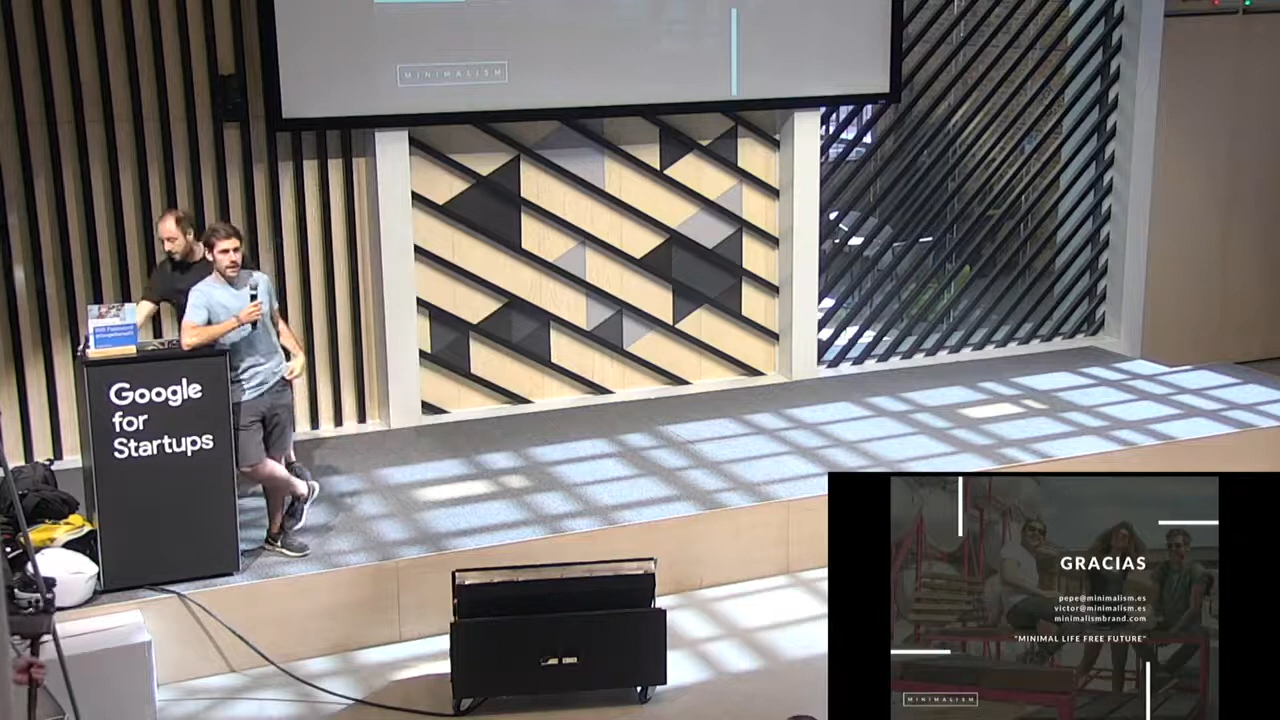 MINIMALISM
Google
for
Startups
GRACIAS
pepe@minimalism.es
victor@minimalism.es
minimalismbrand.com
"MINIMAL LIFE FREE FUTURE"
MINIMALISM